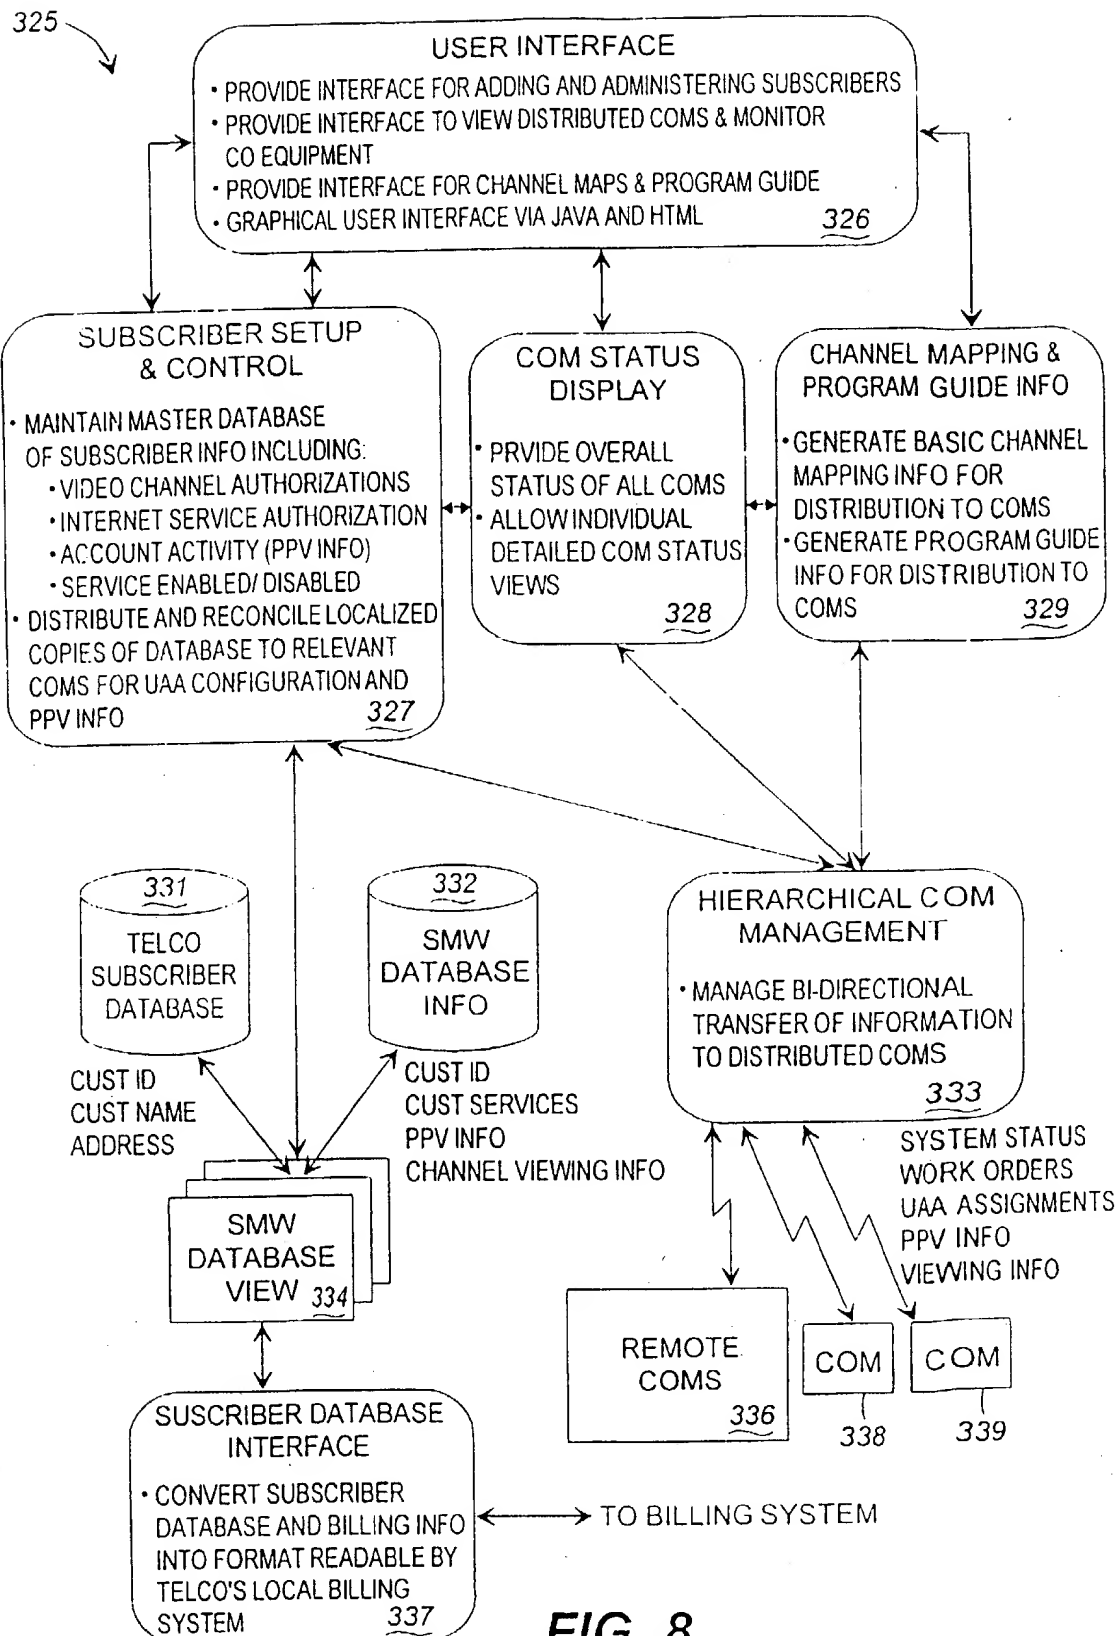 325
USER INTERFACE
• PROVIDE INTERFACE FOR ADDING AND ADMINISTERING SUBSCRIBERS
• PROVIDE INTERFACE TO VIEW DISTRIBUTED COMS & MONITOR
CO EQUIPMENT
• PROVIDE INTERFACE FOR CHANNEL MAPS & PROGRAM GUIDE
• GRAPHICAL USER INTERFACE VIA JAVA AND HTML
326
SUBSCRIBER SETUP
& CONTROL
• MAINTAIN MASTER DATABASE
OF SUBSCRIBER INFO INCLUDING:
• VIDEO CHANNEL AUTHORIZATIONS
• INTERNET SERVICE AUTHORIZATION
• ACCOUNT ACTIVITY (PPV INFO)
• SERVICE ENABLED/ DISABLED
• DISTRIBUTE AND RECONCILE LOCALIZED
COPIES OF DATABASE TO RELEVANT
COMS FOR UAA CONFIGURATION AND
PPV INFO
327
COM STATUS
DISPLAY
• PRVIDE OVERALL
STATUS OF ALL COMS
• ALLOW INDIVIDUAL
DETAILED COM STATUS
VIEWS
328
CHANNEL MAPPING &
PROGRAM GUIDE INFO
• GENERATE BASIC CHANNEL
MAPPING INFO FOR
DISTRIBUTION TO COMS
• GENERATE PROGRAM GUIDE
INFO FOR DISTRIBUTION TO
COMS
329
331
TELCO
SUBSCRIBER
DATABASE
332
SMW
DATABASE
INFO
HIERARCHICAL COM
MANAGEMENT
• MANAGE BI-DIRECTIONAL
TRANSFER OF INFORMATION
TO DISTRIBUTED COMS
333
CUST ID
CUST NAME
ADDRESS
CUST ID
CUST SERVICES
PPV INFO
CHANNEL VIEWING INFO
SYSTEM STATUS
WORK ORDERS
UAA ASSIGNMENTS
PPV INFO
VIEWING INFO
SMW
DATABASE
VIEW
334
REMOTE
COMS
336
COM
338
COM
339
SUSCRIBER DATABASE
INTERFACE
• CONVERT SUBSCRIBER
DATABASE AND BILLING INFO
INTO FORMAT READABLE BY
TELCO'S LOCAL BILLING
SYSTEM
337
TO BILLING SYSTEM
FIG. 8